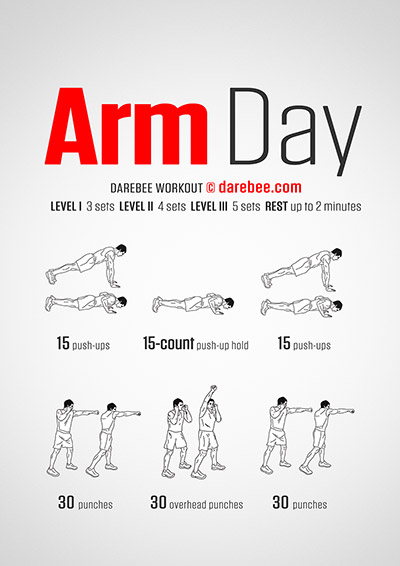 Arm Day
DAREBEE WORKOUT © darebee.com
LEVEL I 3 sets LEVEL II 4 sets LEVEL III 5 sets REST up to 2 minutes
15 push-ups
15-count push-up hold
15 push-ups
30 punches
30 overhead punches
30 punches